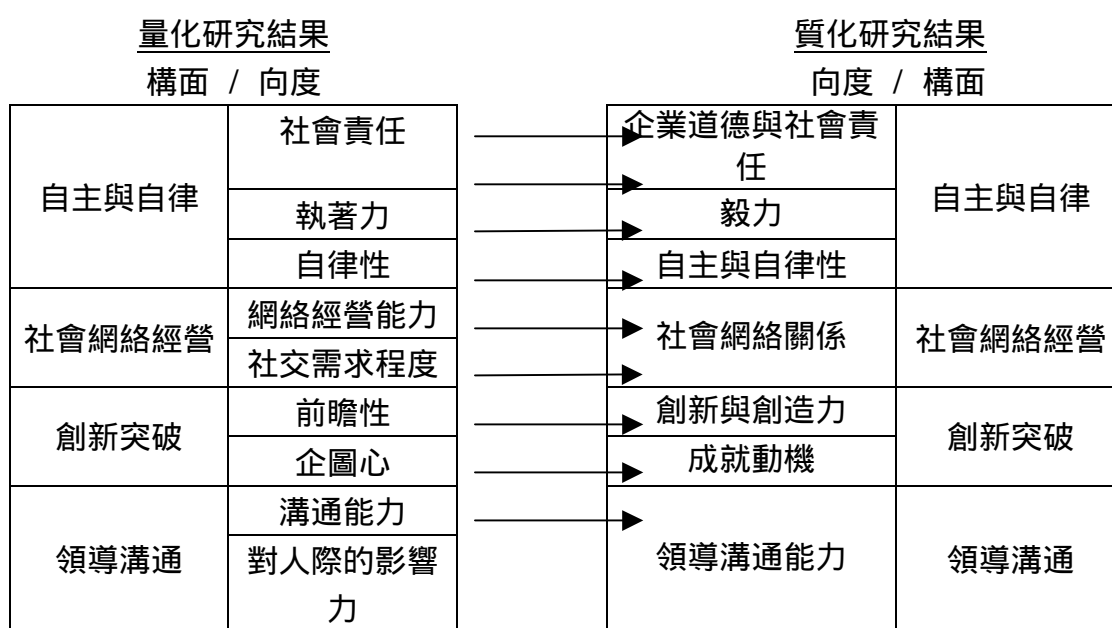 量化研究結果
質化研究結果
構面 / 向度
向度 / 構面
自主與自律
社會責任
企業道德與社會責
任
自主與自律
執著力
毅力
自律性
自主與自律性
社會網絡經營
網絡經營能力
社交需求程度
社會網絡關係
社會網絡經營
創新突破
前瞻性
創新與創造力
創新突破
企圖心
成就動機
領導溝通
溝通能力
對人際的影響
力
領導溝通能力
領導溝通